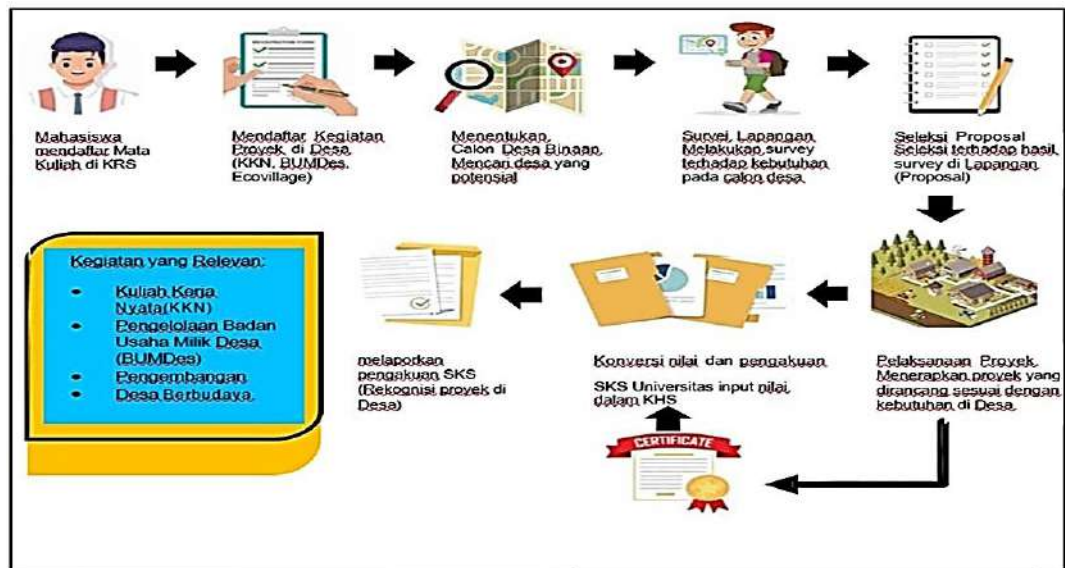 Mahasiswa
mendaftar Mata
Kuliah di KRS
Mendaftar Kegiatan
Proyek di Desa
(KKN, BUMDes,
Ecovillage)
Menentukan
Calon Desa Binaan
Mencari desa yang
potensial
Survei Lapangan
Melakukan survey
terhadap kebutuhan
pada calon desa
Seleksi Proposal
Seleksi terhadap hasil
survey di Lapangan
(Proposal)
Pelaksanaan Proyek
Menerapkan proyek yang
dirancang sesuai dengan
kebutuhan di Desa
Konversi nilai dan pengakuan
SKS Universitas input nilai
dalam KHS
CERTIFICATE
melaporkan
pengakuan SKS
(Rekognisi proyek di
Desa)
Kegiatan yang Relevan:
• Kuliah Kerja
Nyata(KKN)
• Pengelolaan Badan
Usaha Milik Desa
(BUMDes)
• Pengembangan
• Desa Berbudaya